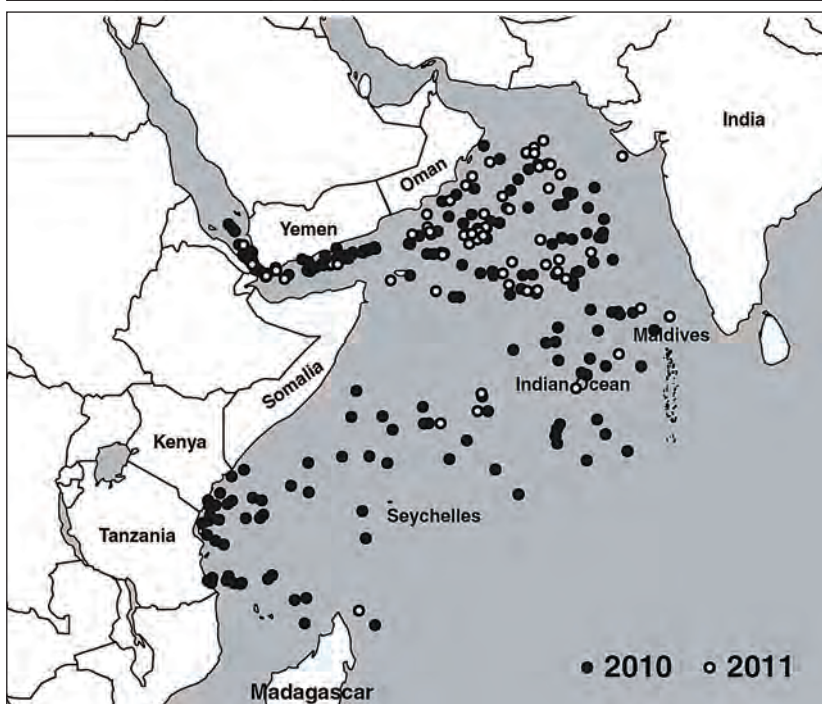 India
Oman
Yemen
Maldives
Somalia
Indian Ocean
Kenya
Seychelles
Tanzania
2010 2011
Madagascar